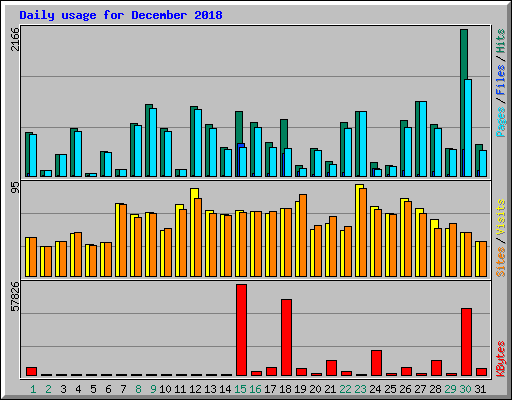 Daily usage for December 2018
2166
Pages / Files / Hits
95
Sites / Visits
57826
KBytes
1 2 3 4 5 6 7 8 9 10 11 12 13 14 15 16 17 18 19 20 21 22 23 24 25 26 27 28 29 30 31